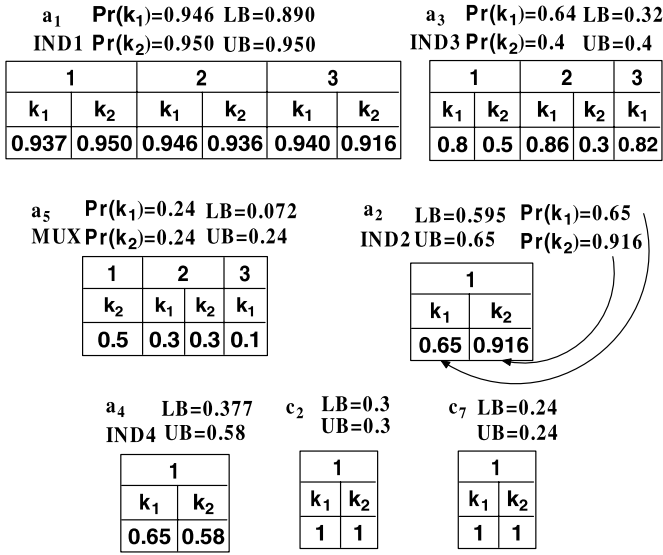 a1 Pr(k1)=0.946 LB=0.890
IND1 Pr(k2)=0.950 UB=0.950
1 2 3
k1 k2 k1 k2 k1 k2
0.937 0.950 0.946 0.936 0.940 0.916
a3 Pr(k1)=0.64 LB=0.32
IND3 Pr(k2)=0.4 UB=0.4
1 2 3
k1 k2 k1 k2 k1
0.8 0.5 0.86 0.3 0.82
a5 Pr(k1)=0.24 LB=0.072
MUX Pr(k2)=0.24 UB=0.24
1 2 3
k2 k1 k2 k1
0.5 0.3 0.3 0.1
a2 LB=0.595 Pr(k1)=0.65
IND2 UB=0.65 Pr(k2)=0.916
1
k1 k2
0.65 0.916
a4 LB=0.377
IND4 UB=0.58
1
k1 k2
0.65 0.58
c2 LB=0.3
UB=0.3
1
k1 k2
1 1
c7 LB=0.24
UB=0.24
1
k1 k2
1 1